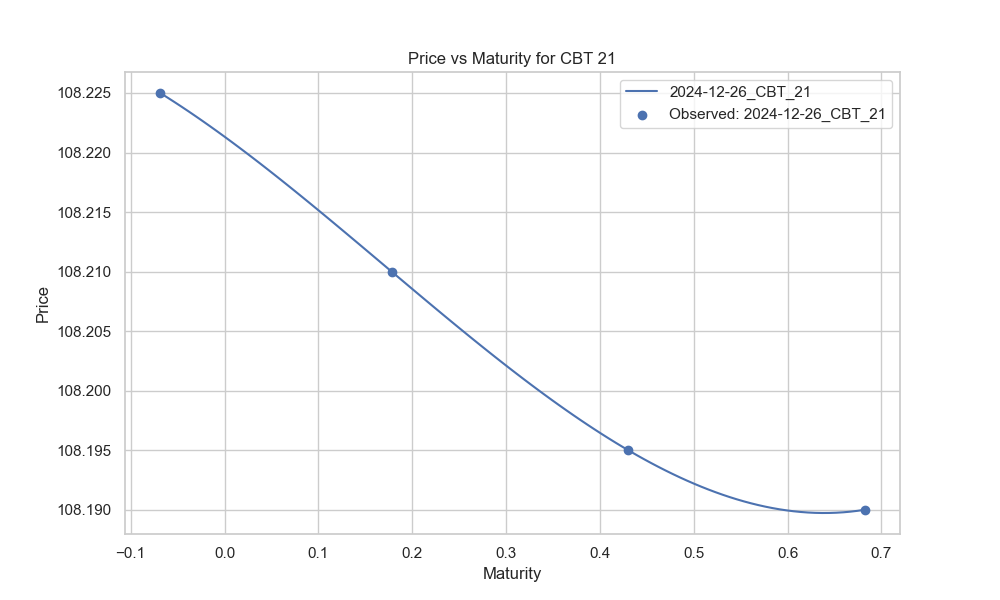 Price vs Maturity for CBT 21
2024-12-26_CBT_21
Observed: 2024-12-26_CBT_21
Price
108.225
108.220
108.215
108.210
108.205
108.200
108.195
108.190
−0.1 0.0 0.1 0.2 0.3 0.4 0.5 0.6 0.7
Maturity